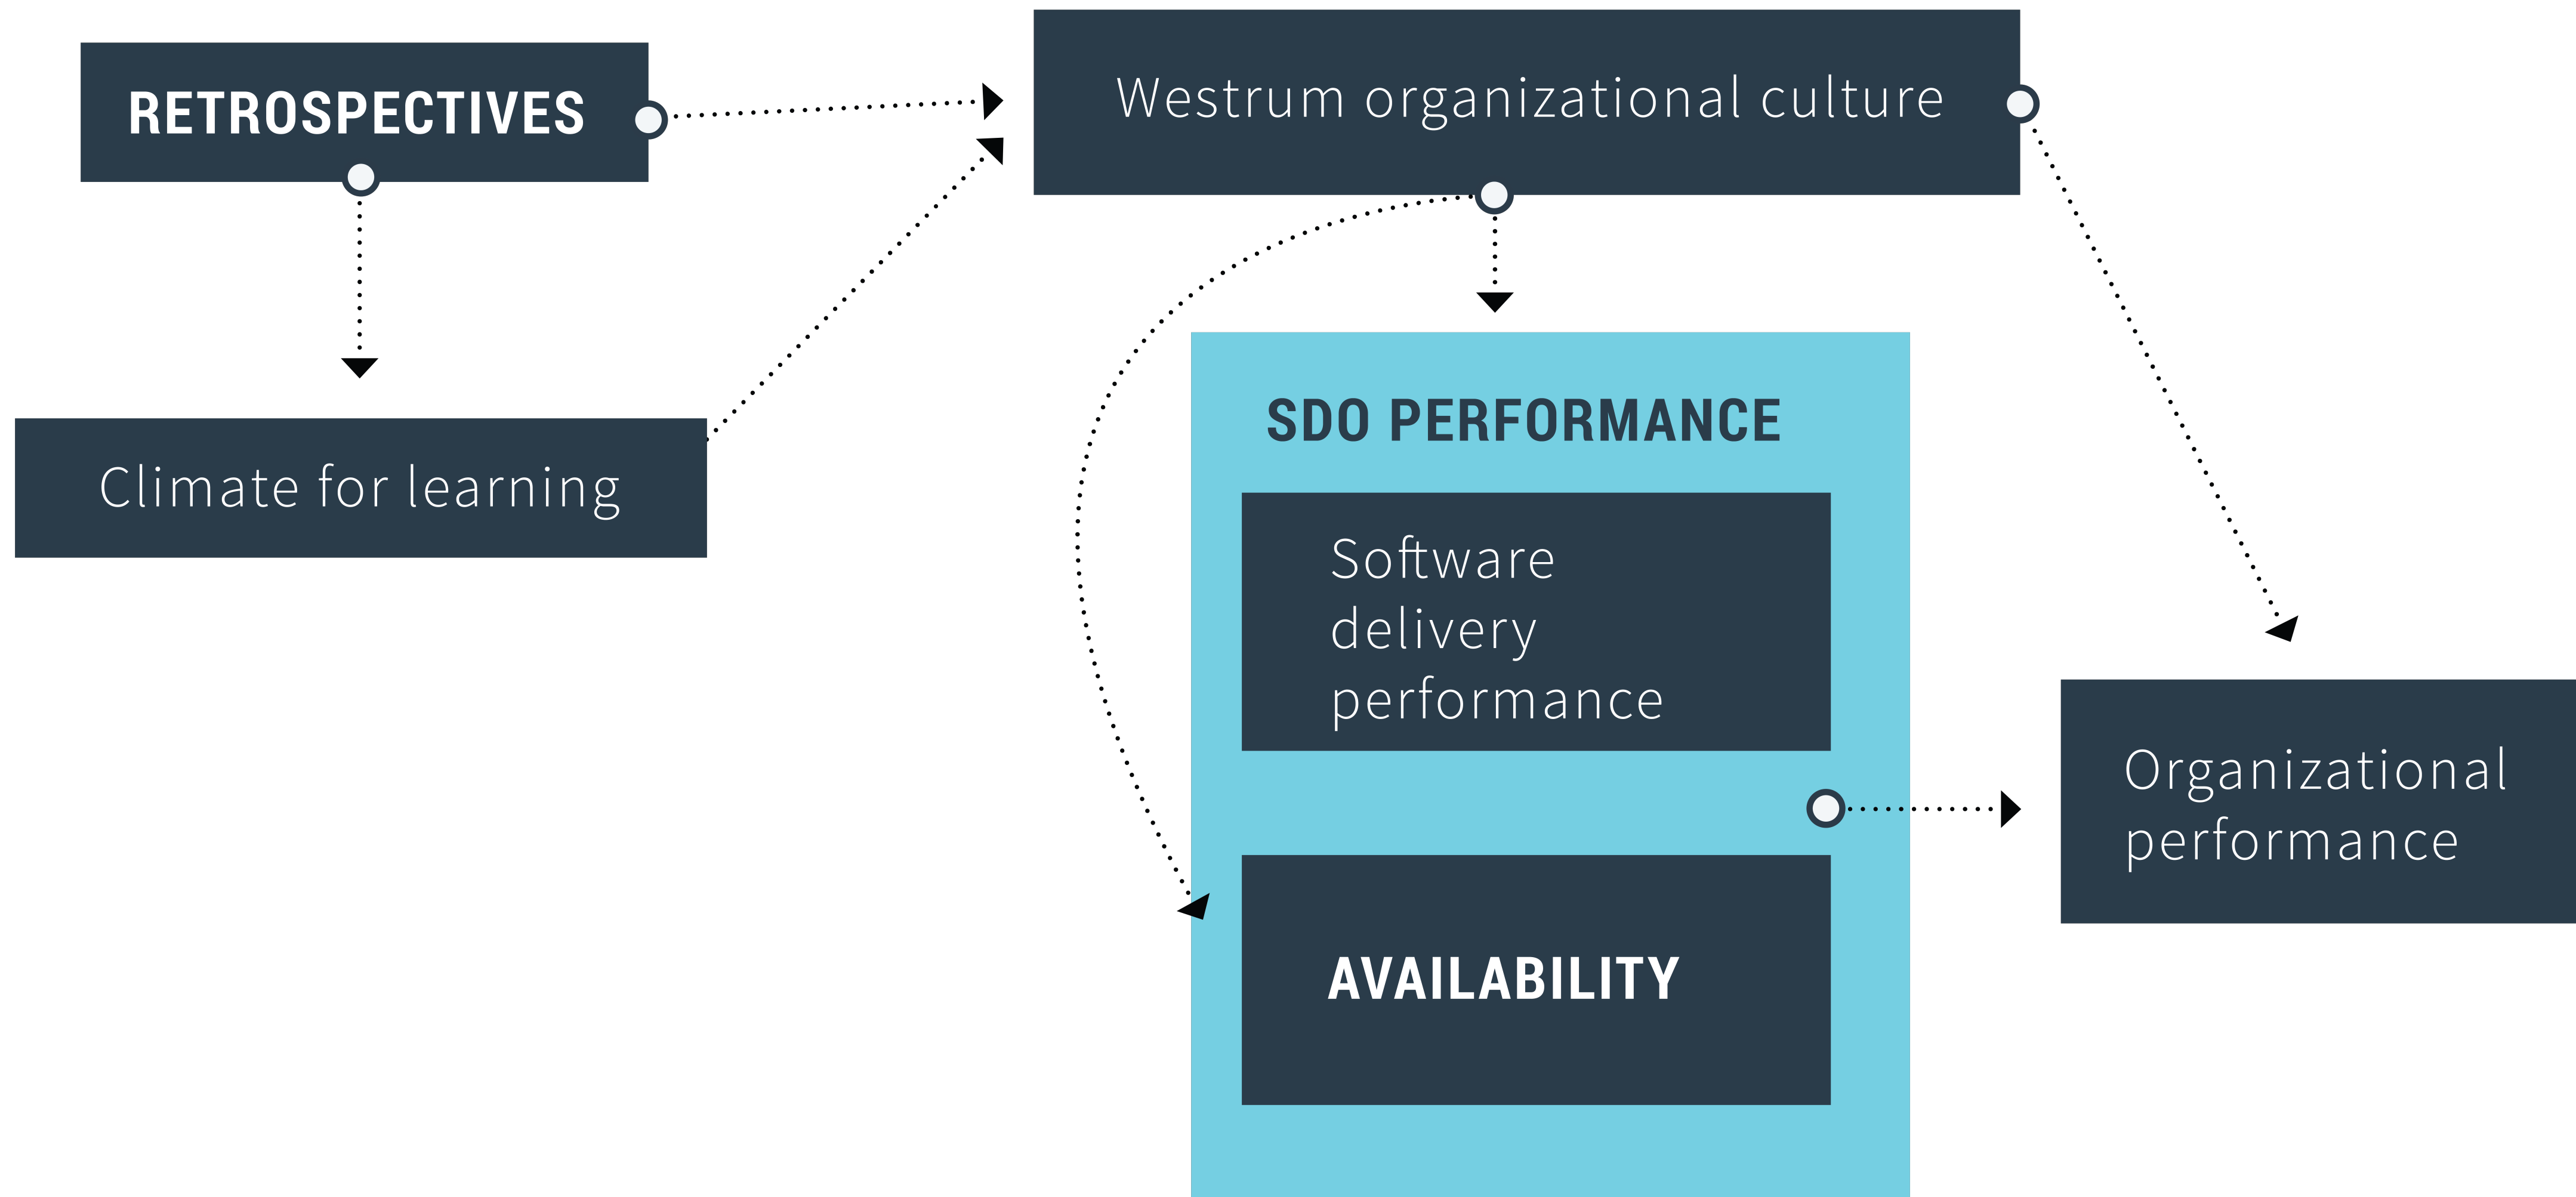 RETROSPECTIVES
Westrum organizational culture
Climate for learning
SDO PERFORMANCE
Software
delivery
performance
AVAILABILITY
Organizational
performance